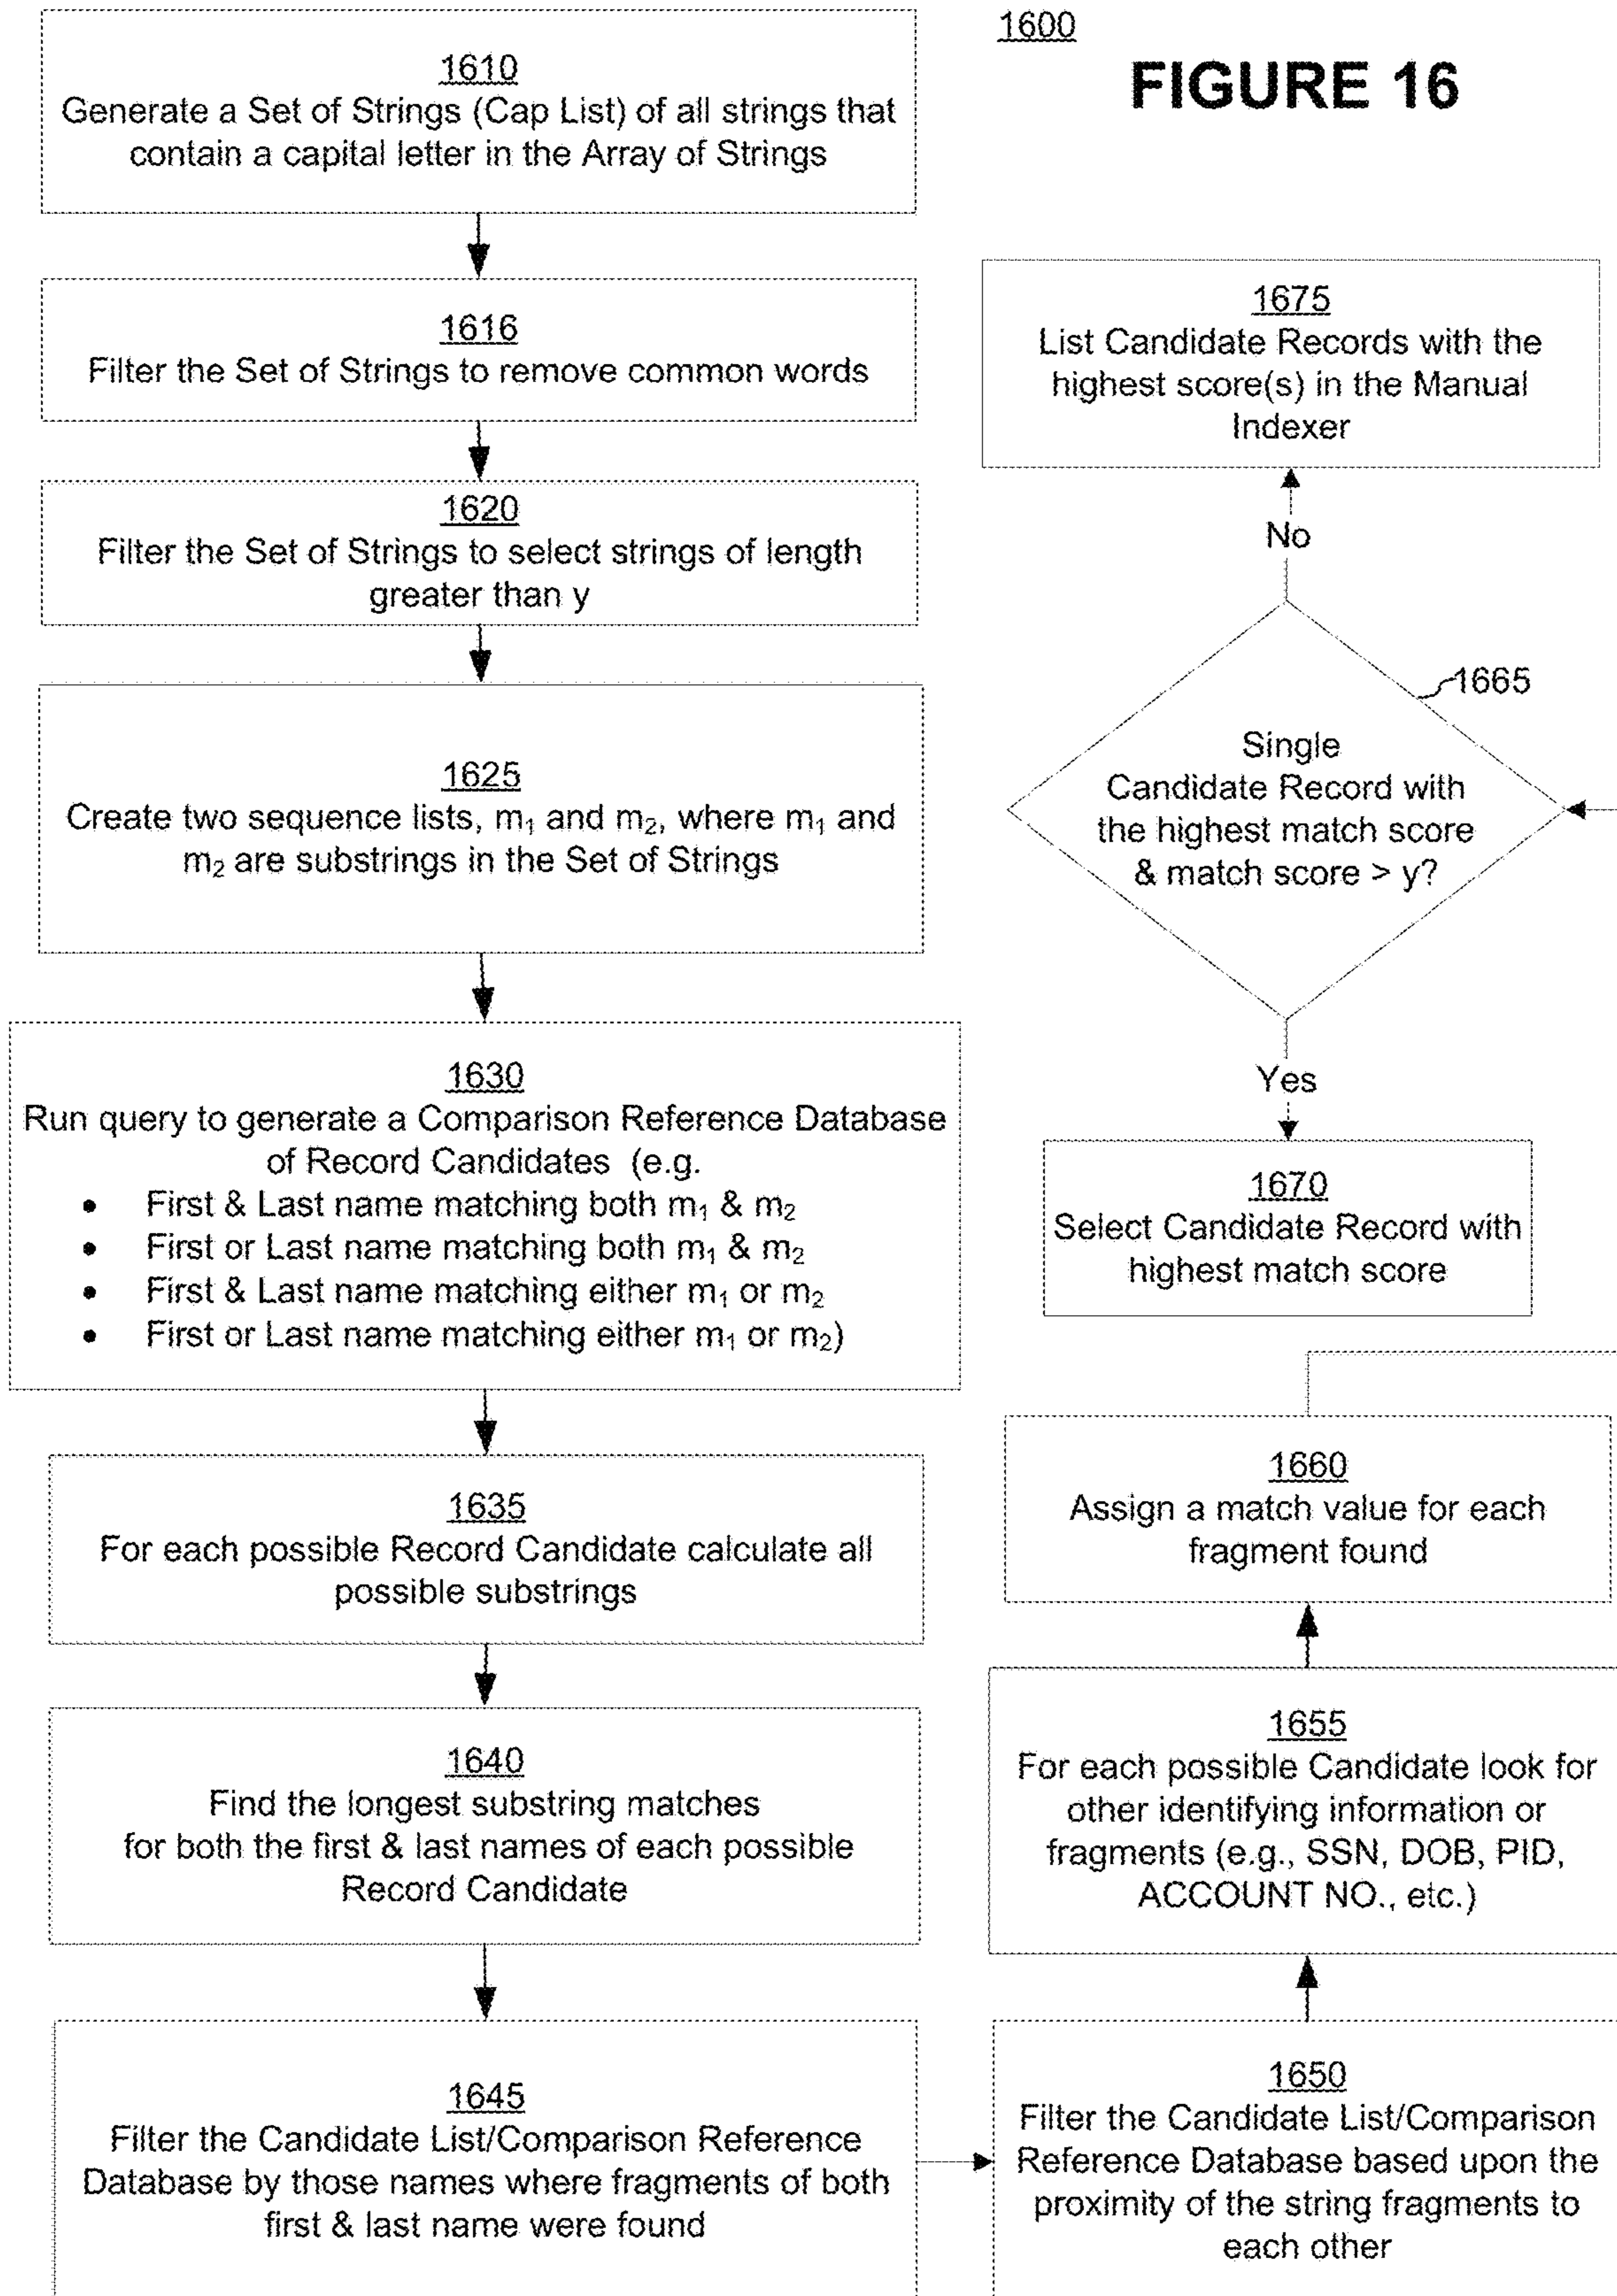 1600
FIGURE 16
1610
Generate a Set of Strings (Cap List) of all strings that
contain a capital letter in the Array of Strings
1616
Filter the Set of Strings to remove common words
1620
Filter the Set of Strings to select strings of length
greater than y
1625
Create two sequence lists, m₁ and m₂, where m₁ and
m₂ are substrings in the Set of Strings
1630
Run query to generate a Comparison Reference Database
of Record Candidates (e.g.
• First & Last name matching both m₁ & m₂
• First or Last name matching both m₁ & m₂
• First & Last name matching either m₁ or m₂
• First or Last name matching either m₁ or m₂)
1635
For each possible Record Candidate calculate all
possible substrings
1640
Find the longest substring matches
for both the first & last names of each possible
Record Candidate
1645
Filter the Candidate List/Comparison Reference
Database by those names where fragments of both
first & last name were found
1650
Filter the Candidate List/Comparison
Reference Database based upon the
proximity of the string fragments to
each other
1655
For each possible Candidate look for
other identifying information or
fragments (e.g., SSN, DOB, PID,
ACCOUNT NO., etc.)
1660
Assign a match value for each
fragment found
1665
Single
Candidate Record with
the highest match score
& match score > y?
No
1675
List Candidate Records with the
highest score(s) in the Manual
Indexer
Yes
1670
Select Candidate Record with
highest match score